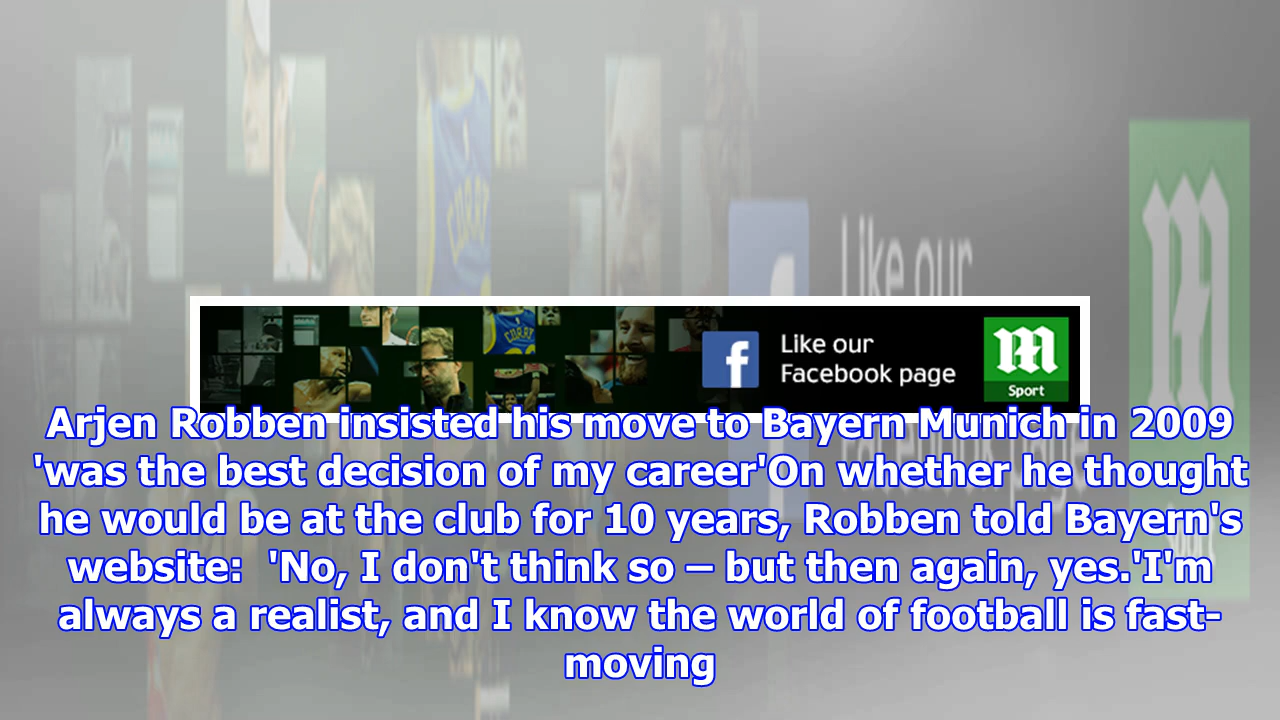 CURRY
Like our
Like our
Facebook page
M
Sport
Arjen Robben insisted his move to Bayern Munich in 2009
'was the best decision of my career'On whether he thought
he would be at the club for 10 years, Robben told Bayern's
website:  'No, I don't think so – but then again, yes.'I'm
always a realist, and I know the world of football is fast-
moving